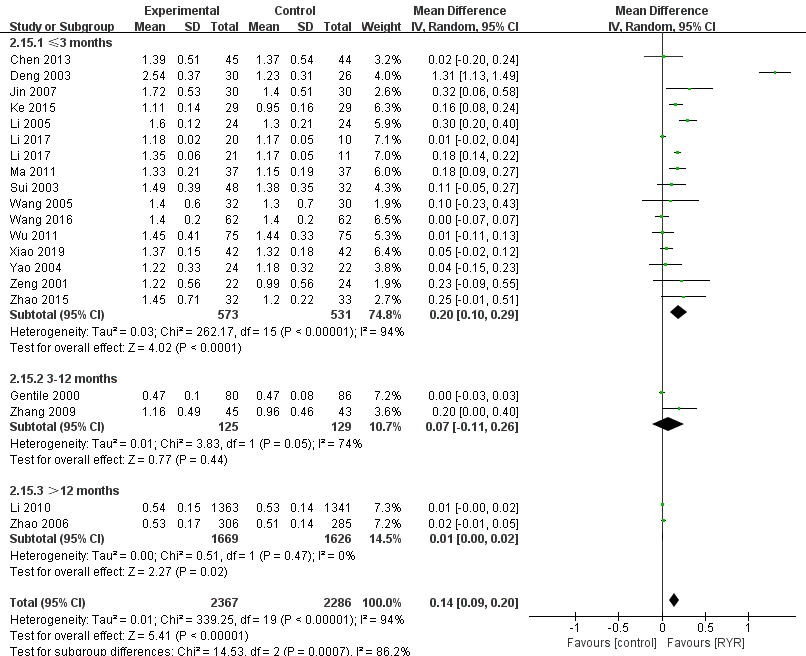 Experimental Control Mean Difference Mean Difference
Study or Subgroup Mean SD Total Mean SD Total Weight IV, Random, 95% CI IV, Random, 95% CI
2.15.1 ≤3 months
Chen 2013 1.39 0.51 45 1.37 0.54 44 3.2% 0.02 [-0.20, 0.24]
Deng 2003 2.54 0.37 30 1.23 0.31 26 4.0% 1.31 [1.13, 1.49]
Jin 2007 1.72 0.53 30 1.4 0.51 30 2.7% 0.32 [0.06, 0.58]
Ke 2015 1.11 0.14 29 0.95 0.16 29 6.3% 0.16 [0.08, 0.24]
Li 2005 1.6 0.12 24 1.3 0.21 24 5.9% 0.30 [0.20, 0.40]
Li 2017 1.18 0.02 20 1.17 0.05 10 7.1% 0.01 [-0.02, 0.04]
Li 2017 1.35 0.06 21 1.17 0.05 11 7.1% 0.18 [0.14, 0.22]
Ma 2011 1.33 0.21 37 1.15 0.19 37 6.1% 0.18 [0.09, 0.27]
Sui 2003 1.49 0.39 48 1.38 0.35 32 4.4% 0.11 [-0.05, 0.27]
Wang 2005 1.4 0.6 32 1.3 0.7 30 2.0% 0.10 [-0.23, 0.43]
Wang 2016 1.4 0.2 62 1.4 0.2 62 6.5% 0.00 [-0.07, 0.07]
Wu 2011 1.45 0.41 75 1.44 0.33 75 5.4% 0.01 [-0.11, 0.13]
Xiao 2019 1.37 0.15 42 1.32 0.18 42 6.5% 0.05 [-0.02, 0.12]
Yao 2004 1.22 0.33 24 1.18 0.32 22 3.8% 0.04 [-0.15, 0.23]
Zeng 2001 1.22 0.56 22 0.99 0.56 24 2.0% 0.23 [-0.09, 0.55]
Zhao 2015 1.45 0.71 32 1.2 0.22 33 2.7% 0.25 [-0.01, 0.51]
Subtotal (95% CI) 573 531 74.8% 0.20 [0.10, 0.29]
Heterogeneity: Tau² = 0.03; Chi² = 262.17, df = 15 (P < 0.00001); I² = 94%
Test for overall effect: Z = 4.02 (P < 0.0001)
2.15.2 3-12 months
Gentile 2000 0.47 0.1 80 0.47 0.08 86 7.2% 0.00 [-0.03, 0.03]
Zhang 2009 1.16 0.49 45 0.96 0.46 43 3.6% 0.20 [0.00, 0.40]
Subtotal (95% CI) 125 129 10.7% 0.07 [-0.11, 0.26]
Heterogeneity: Tau² = 0.01; Chi² = 3.83, df = 1 (P = 0.05); I² = 74%
Test for overall effect: Z = 0.77 (P = 0.44)
2.15.3 >12 months
Li 2010 0.54 0.15 1363 0.53 0.14 1341 7.3% 0.01 [-0.00, 0.02]
Zhao 2006 0.53 0.17 306 0.51 0.14 285 7.2% 0.02 [-0.01, 0.05]
Subtotal (95% CI) 1669 1626 14.5% 0.01 [0.00, 0.02]
Heterogeneity: Tau² = 0.00; Chi² = 0.51, df = 1 (P = 0.47); I² = 0%
Test for overall effect: Z = 2.27 (P = 0.02)
Total (95% CI) 2367 2286 100.0% 0.14 [0.09, 0.20]
Heterogeneity: Tau² = 0.01; Chi² = 339.25, df = 19 (P < 0.00001); I² = 94%
Test for overall effect: Z = 5.41 (P < 0.00001)
Test for subgroup differences: Chi² = 14.53, df = 2 (P = 0.0007), I² = 86.2%
-1 -0.5 0 0.5 1
Favours [control] Favours [RYR]